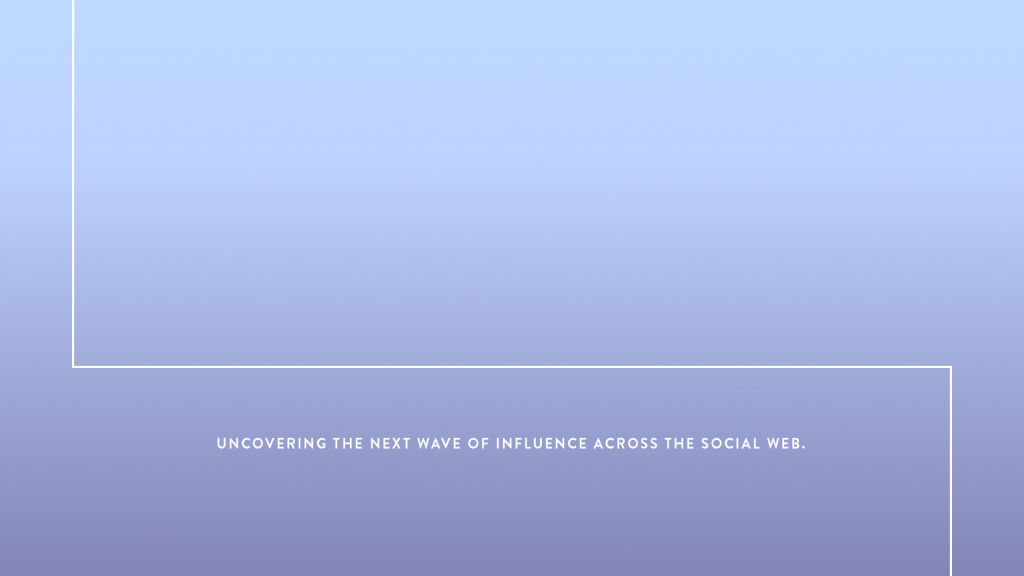 UNCOVERING THE NEXT WAVE OF INFLUENCE ACROSS THE SOCIAL WEB.